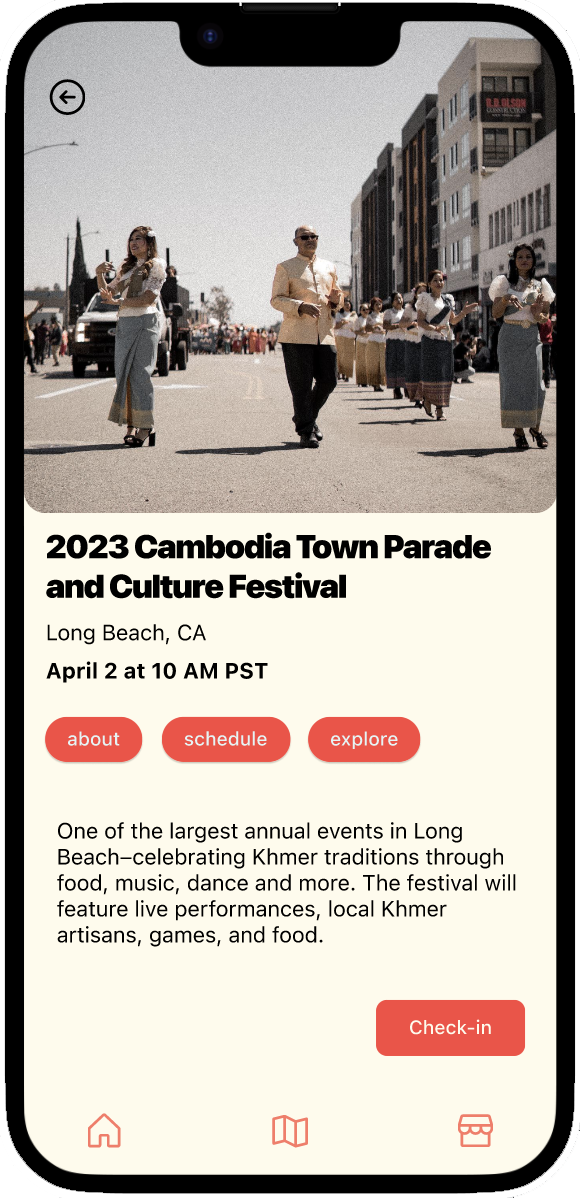 D.D. OLSON
CONSTRUCTION
2023 Cambodia Town Parade
and Culture Festival
Long Beach, CA
April 2 at 10 AM PST
about
schedule
explore
One of the largest annual events in Long
Beach–celebrating Khmer traditions through
food, music, dance and more. The festival will
feature live performances, local Khmer
artisans, games, and food.
Check-in